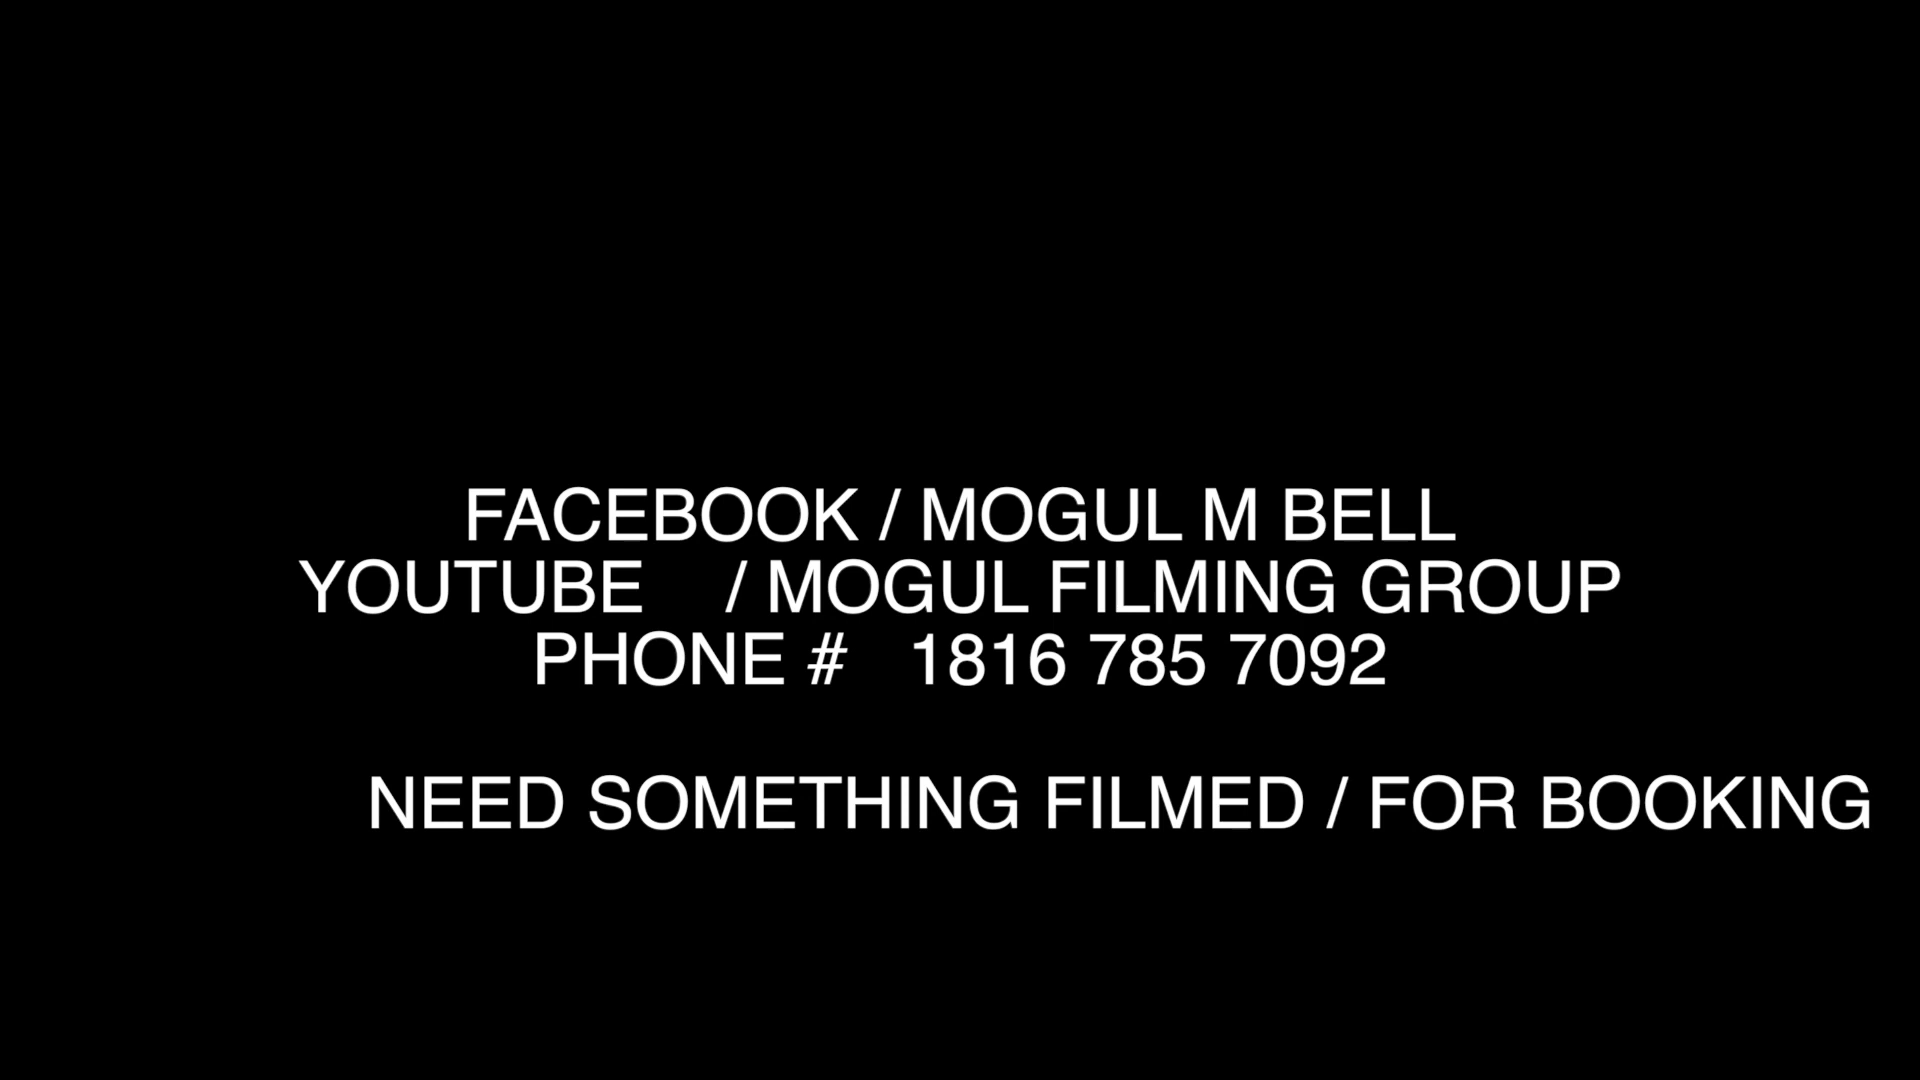 FACEBOOK / MOGUL M BELL
YOUTUBE / MOGUL FILMING GROUP
PHONE # 1816 785 7092
NEED SOMETHING FILMED / FOR BOOKING